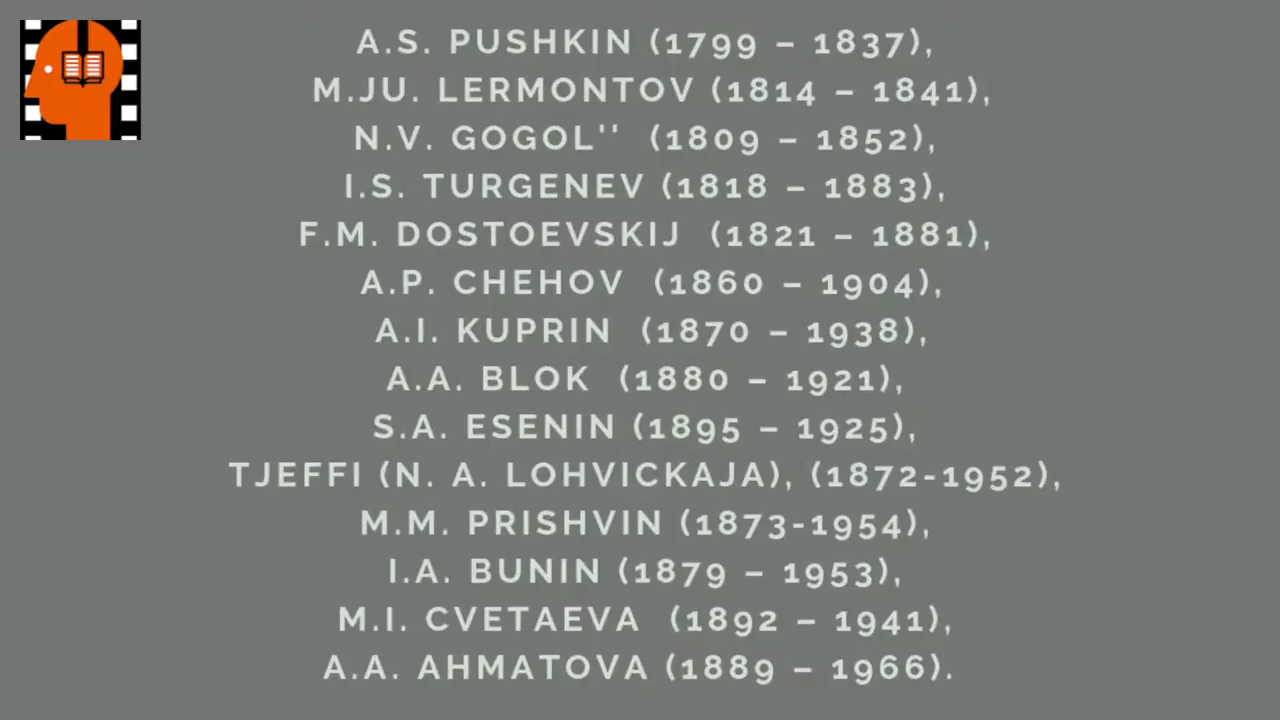 A.S. PUSHKIN (1799 – 1837),
M.JU. LERMONTOV (1814 – 1841),
N.V. GOGOL'' (1809 – 1852),
I.S. TURGENEV (1818 – 1883),
F.M. DOSTOEVSKIJ (1821 – 1881),
A.P. CHEHOV (1860 – 1904),
A.I. KUPRIN (1870 – 1938),
A.A. BLOK (1880 – 1921),
S.A. ESENIN (1895 – 1925),
TJEFFI (N. A. LOHVICKAJA), (1872-1952),
M.M. PRISHVIN (1873-1954),
I.A. BUNIN (1879 – 1953),
M.I. CVETAEVA (1892 – 1941),
A.A. AHMATOVA (1889 – 1966).